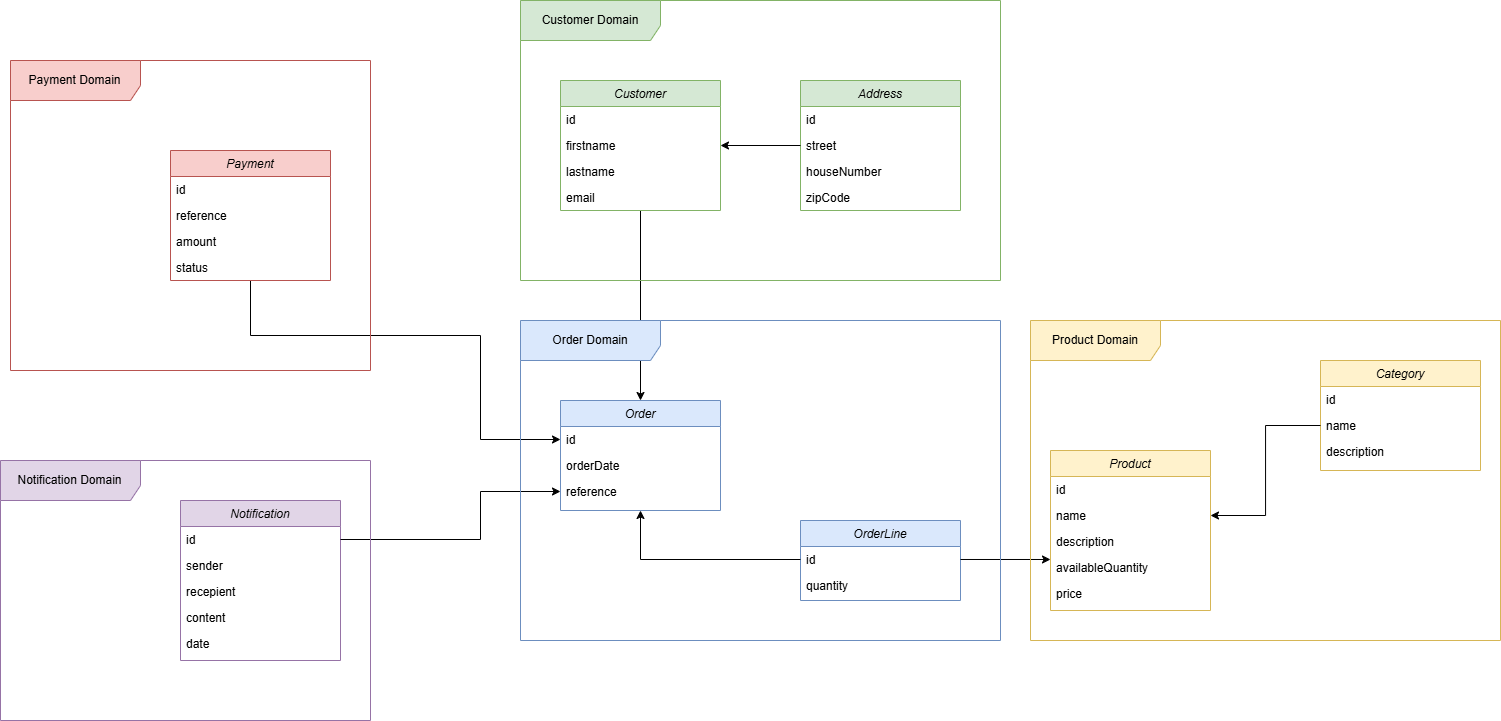 Customer Domain
Customer
id
firstname
lastname
email
Address
id
street
houseNumber
zipCode
Payment Domain
Payment
id
reference
amount
status
Order Domain
Order
id
orderDate
reference
OrderLine
id
quantity
Product Domain
Category
id
name
description
Product
id
name
description
availableQuantity
price
Notification Domain
Notification
id
sender
recepient
content
date